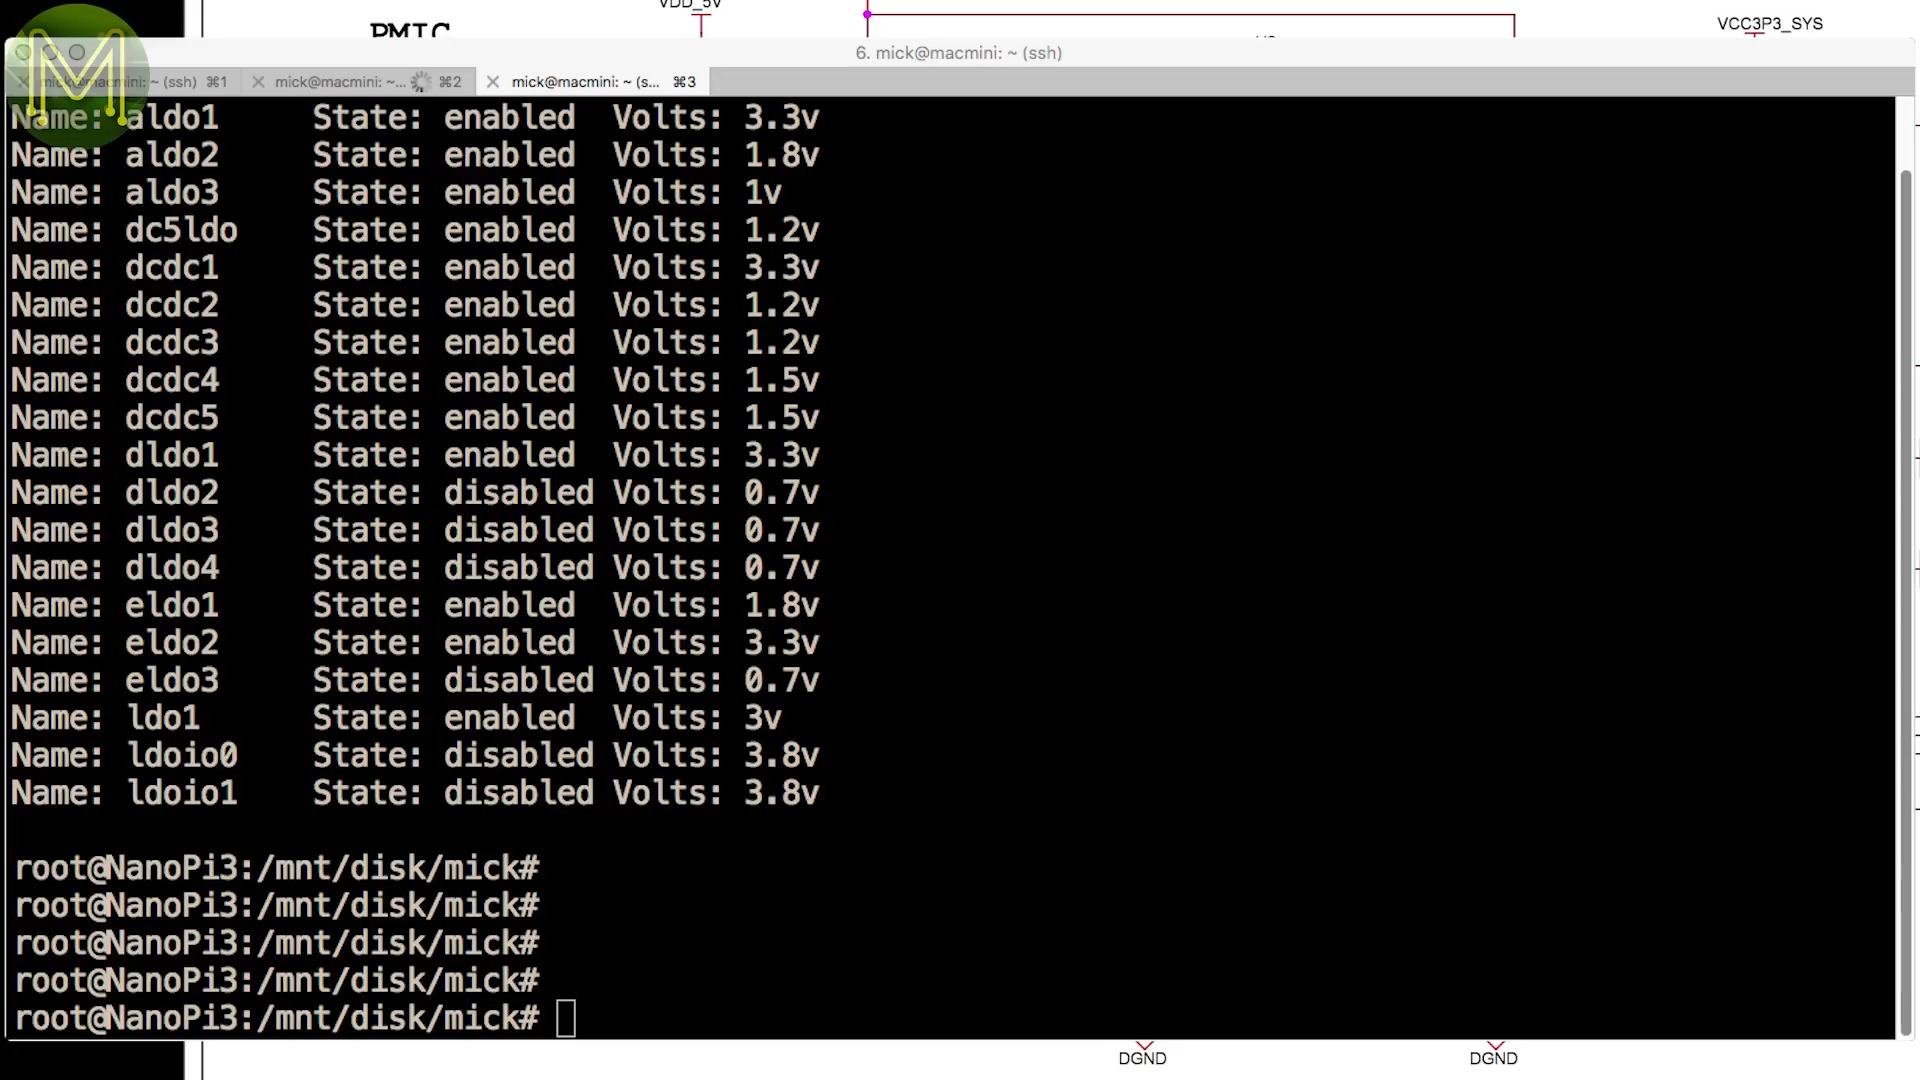 VDD_5V
PMIC
VCC3P3_SYS
6. mick@macmini: ~ (ssh)
mick@macmini: ~ (ssh) ⌘1
mick@macmini: ~... ⌘2
mick@macmini: ~ (s... ⌘3
M
Name: aldo1 State: enabled Volts: 3.3v
Name: aldo2 State: enabled Volts: 1.8v
Name: aldo3 State: enabled Volts: 1v
Name: dc5ldo State: enabled Volts: 1.2v
Name: dcdc1 State: enabled Volts: 3.3v
Name: dcdc2 State: enabled Volts: 1.2v
Name: dcdc3 State: enabled Volts: 1.2v
Name: dcdc4 State: enabled Volts: 1.5v
Name: dcdc5 State: enabled Volts: 1.5v
Name: dldo1 State: enabled Volts: 3.3v
Name: dldo2 State: disabled Volts: 0.7v
Name: dldo3 State: disabled Volts: 0.7v
Name: dldo4 State: disabled Volts: 0.7v
Name: eldo1 State: enabled Volts: 1.8v
Name: eldo2 State: enabled Volts: 3.3v
Name: eldo3 State: disabled Volts: 0.7v
Name: ldo1 State: enabled Volts: 3v
Name: ldoio0 State: disabled Volts: 3.8v
Name: ldoio1 State: disabled Volts: 3.8v
root@NanoPi3:/mnt/disk/mick#
root@NanoPi3:/mnt/disk/mick#
root@NanoPi3:/mnt/disk/mick#
root@NanoPi3:/mnt/disk/mick#
root@NanoPi3:/mnt/disk/mick#
DGND
DGND